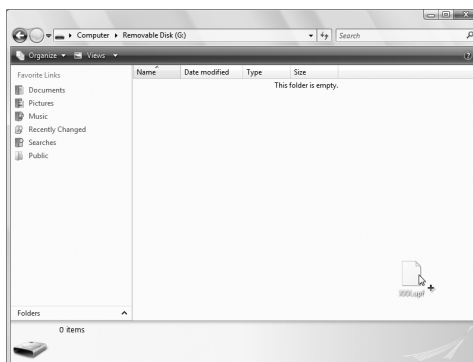 Computer Removable Disk (G:) Search
Organize Views
Favorite Links
Documents
Pictures
Music
Recently Changed
Searches
Public
Folders
Name Date modified Type Size
This folder is empty.
0 items